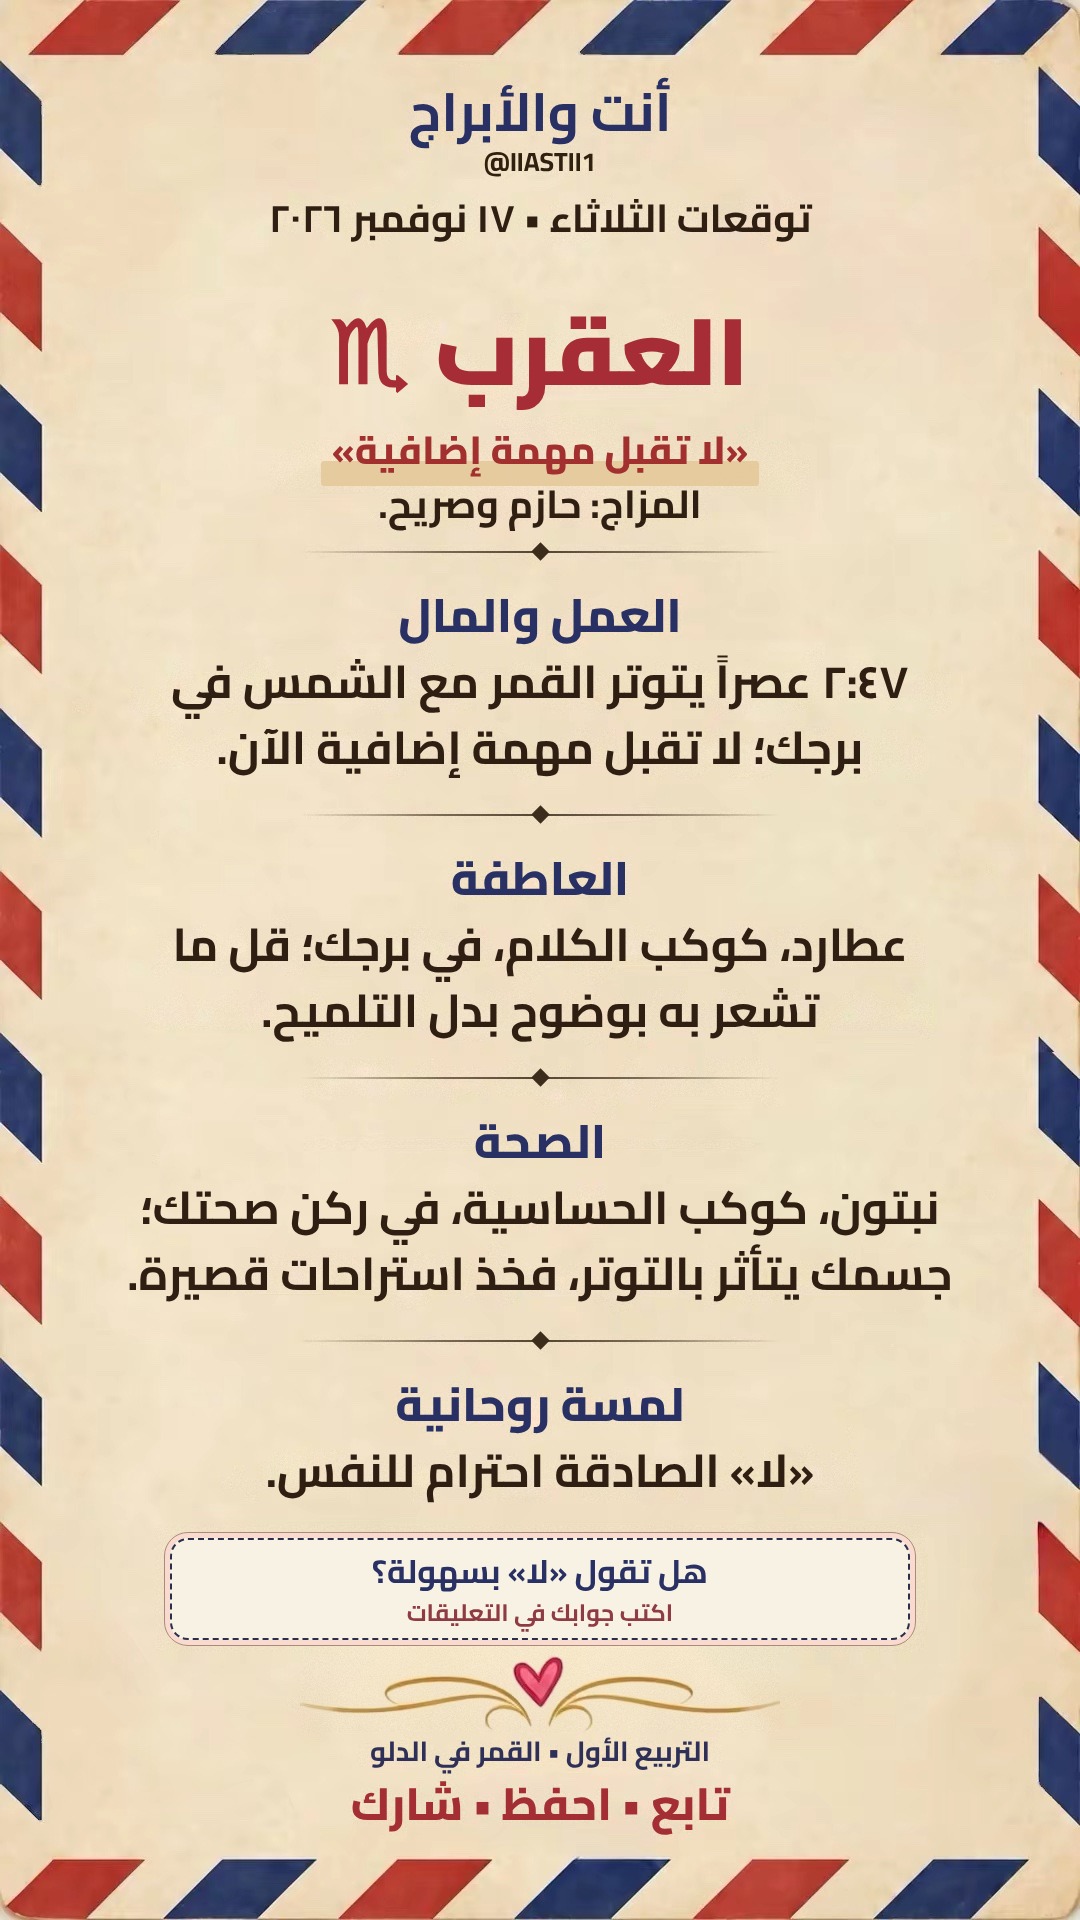 أنت والأبراج
@IIASTII1
توقعات الثلاثاء ▪ ١٧ نوفمبر ٢٠٢٦
العقرب ♏
«لا تقبل مهمة إضافية»
المزاج: حازم وصريح.
العمل والمال
٢:٤٧ عصراً يتوتر القمر مع الشمس في
برجك؛ لا تقبل مهمة إضافية الآن.
العاطفة
عطارد، كوكب الكلام، في برجك؛ قل ما
تشعر به بوضوح بدل التلميح.
الصحة
نبتون، كوكب الحساسية، في ركن صحتك؛
جسمك يتأثر بالتوتر، فخذ استراحات قصيرة.
لمسة روحانية
«لا» الصادقة احترام للنفس.
هل تقول «لا» بسهولة؟
اكتب جوابك في التعليقات
التربيع الأول ▪ القمر في الدلو
تابع ▪ احفظ ▪ شارك